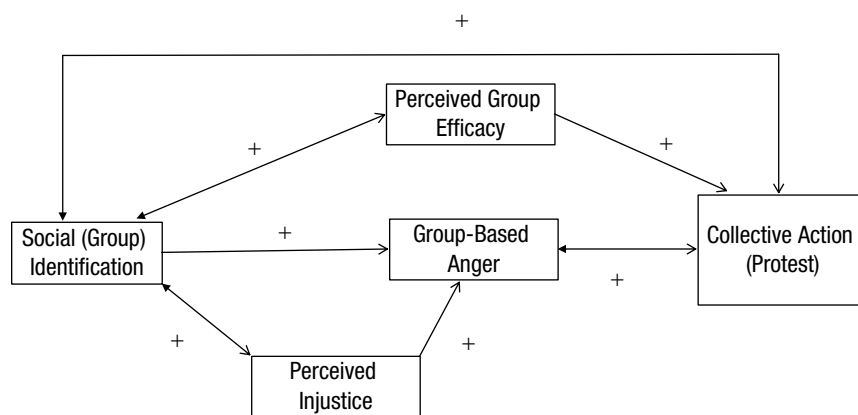 +
Perceived Group
Efficacy
+
+
Social (Group)
Identification
+
Group-Based
Anger
+
Collective Action
(Protest)
+
+
Perceived
Injustice